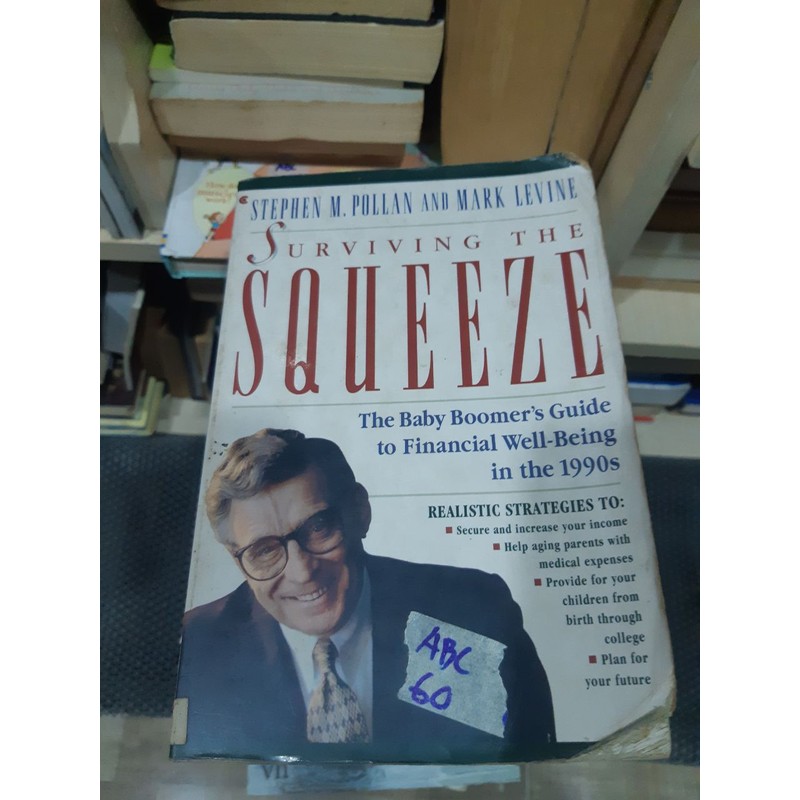 STEPHEN M. POLLAN AND MARK LEVINE
SURVIVING THE
SQUEEZE
The Baby Boomer's Guide
to Financial Well-Being
in the 1990s
REALISTIC STRATEGIES TO:
■ Secure and increase your income
■ Help aging parents with
medical expenses
■ Provide for your
children from
birth through
college
■ Plan for
your future
ABC
60